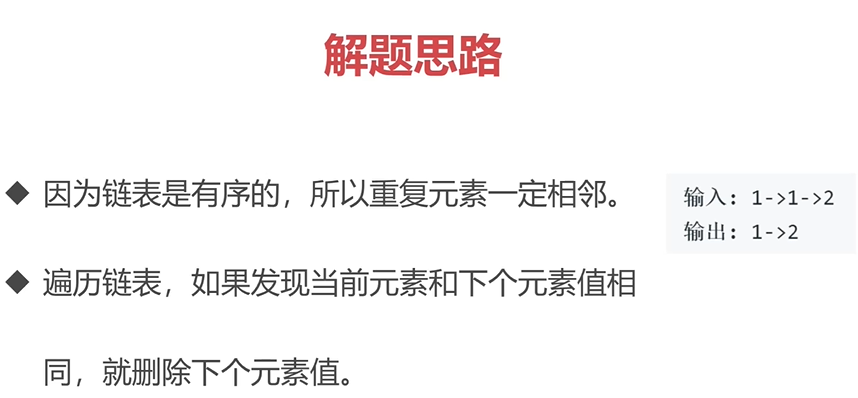 解题思路
◆ 因为链表是有序的，所以重复元素一定相邻。
输入: 1->1->2
输出: 1->2
◆ 遍历链表，如果发现当前元素和下个元素值相
同，就删除下个元素值。